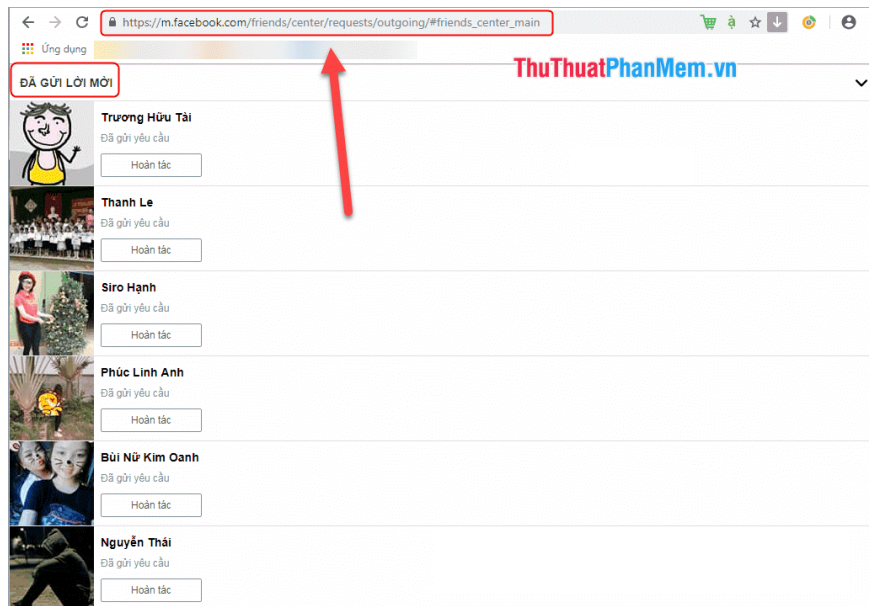 https://m.facebook.com/friends/center/requests/outgoing/#friends_center_main
Ứng dụng
ThuThuatPhanMem.vn
ĐÃ GỬI LỜI MỜI
Trương Hữu Tài
Đã gửi yêu cầu
Hoàn tác
Thanh Le
Đã gửi yêu cầu
Hoàn tác
Siro Hạnh
Đã gửi yêu cầu
Hoàn tác
Phúc Linh Anh
Đã gửi yêu cầu
Hoàn tác
Bùi Nữ Kim Oanh
Đã gửi yêu cầu
Hoàn tác
Nguyễn Thái
Đã gửi yêu cầu
Hoàn tác